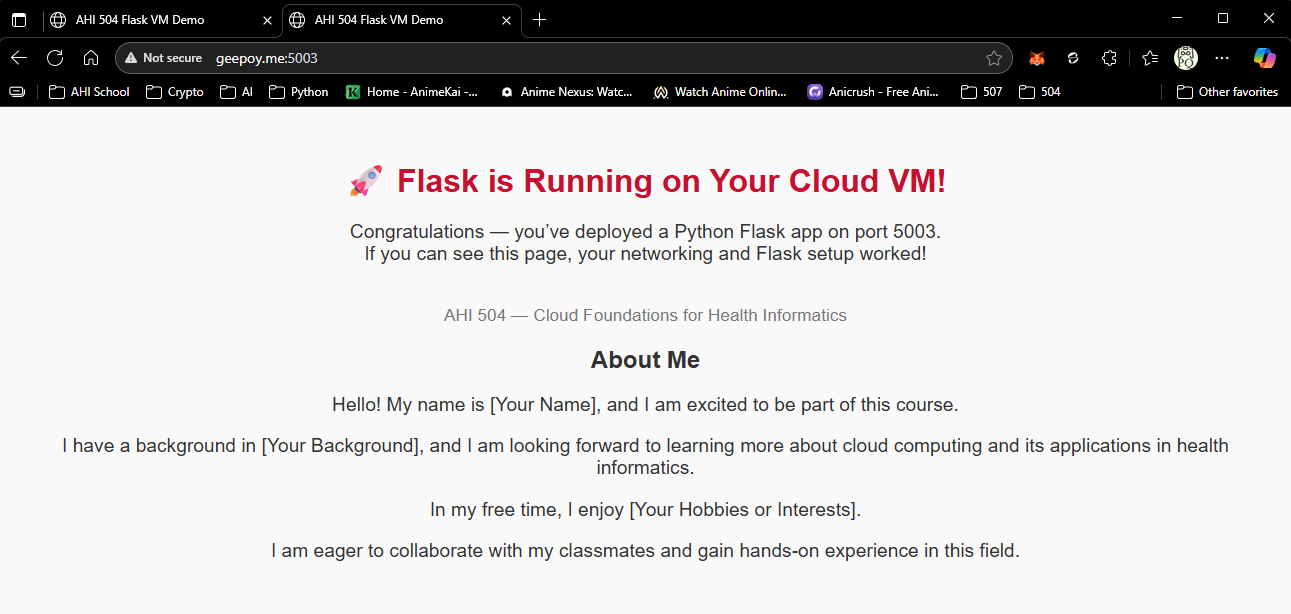 AHI 504 Flask VM Demo
AHI 504 Flask VM Demo
Not secure geepoy.me:5003
AHI School
Crypto
AI
Python
Home - AnimeKai -...
Anime Nexus: Watc...
Watch Anime Onlin...
Anicrush - Free Ani...
507
504
Other favorites
🚀 Flask is Running on Your Cloud VM!
Congratulations — you’ve deployed a Python Flask app on port 5003.
If you can see this page, your networking and Flask setup worked!
AHI 504 — Cloud Foundations for Health Informatics
About Me
Hello! My name is [Your Name], and I am excited to be part of this course.
I have a background in [Your Background], and I am looking forward to learning more about cloud computing and its applications in health
informatics.
In my free time, I enjoy [Your Hobbies or Interests].
I am eager to collaborate with my classmates and gain hands-on experience in this field.